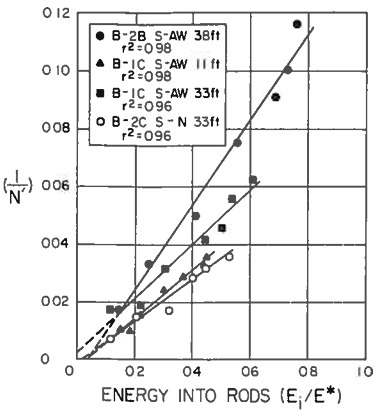 0.12
0.10
0.08
0.06
0.04
0.02
0
(1/N')
● B-2B S-AW 38ft
r²=0.98
▲ B-1C S-AW 11ft
r²=0.98
■ B-1C S-AW 33ft
r²=0.96
○ B-2C S-N 33ft
r²=0.96
0 0.2 0.4 0.6 0.8 1.0
ENERGY INTO RODS (Ei/E*)